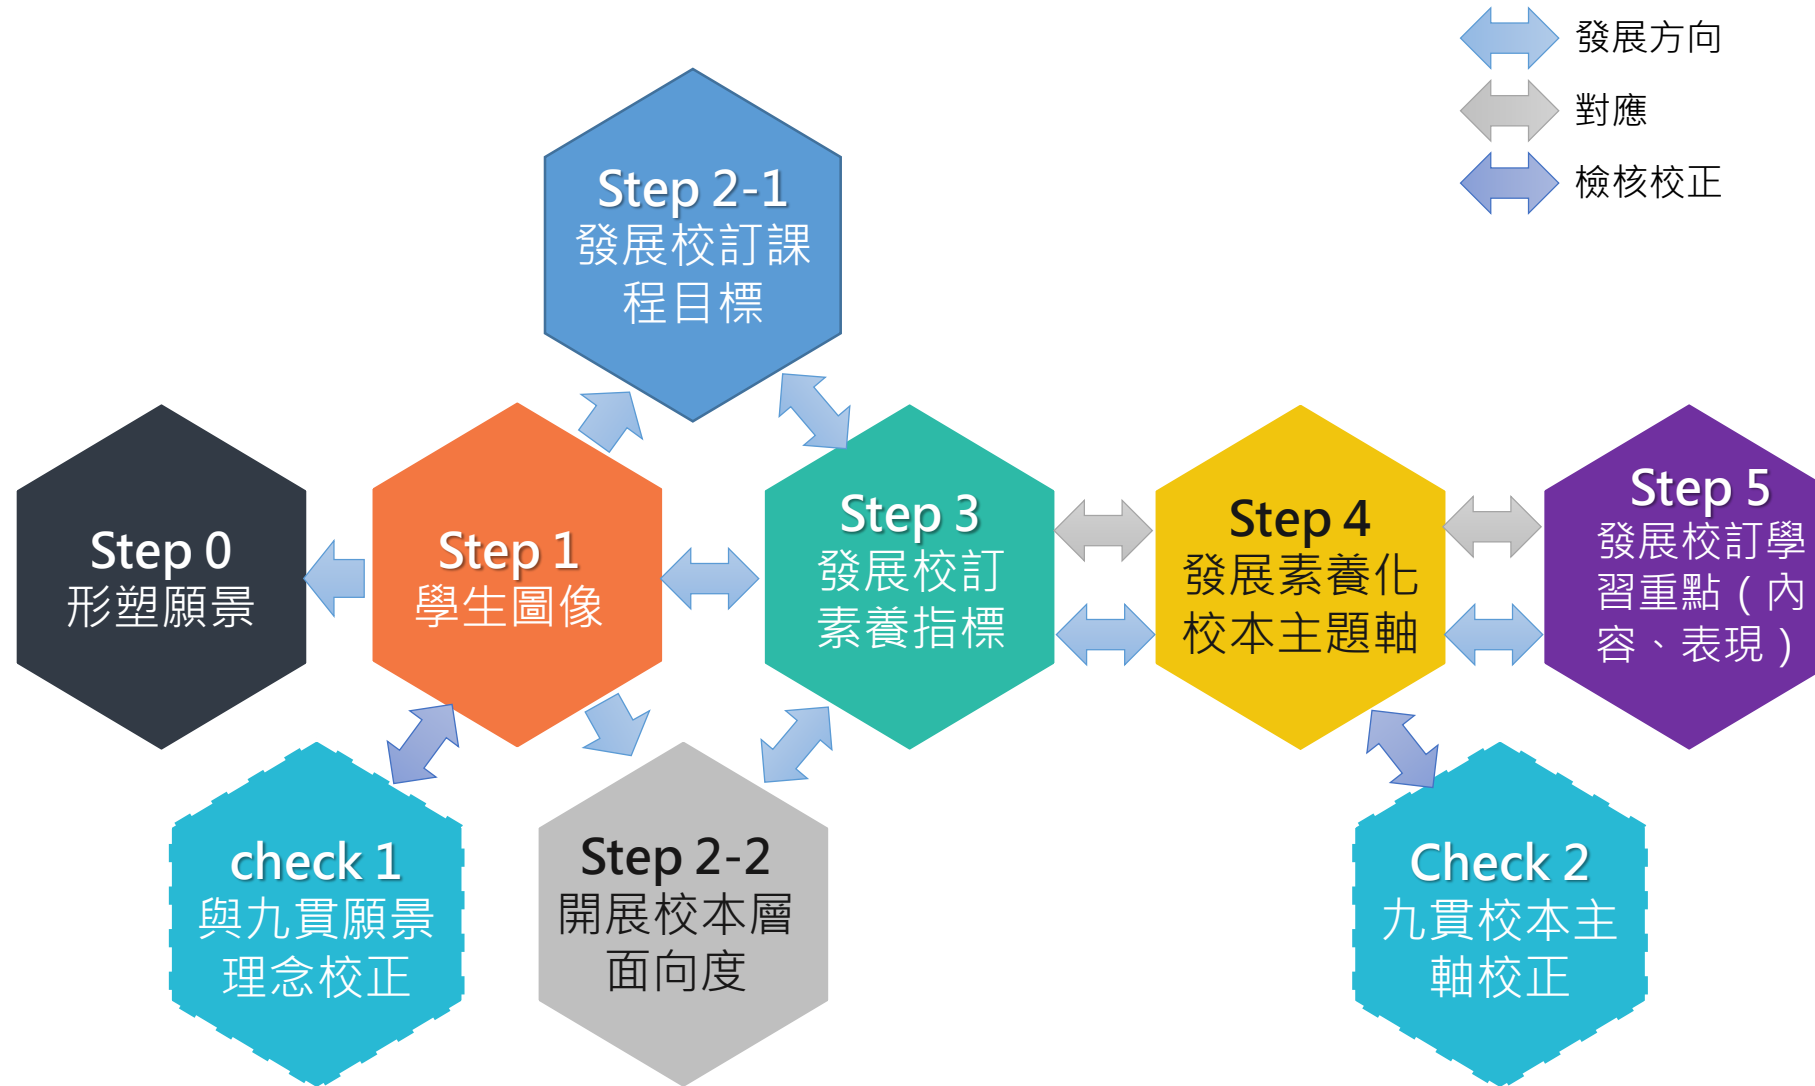 發展方向
對應
檢核校正
Step 2-1
發展校訂課
程目標
Step 0
形塑願景
Step 1
學生圖像
Step 3
發展校訂
素養指標
Step 4
發展素養化
校本主題軸
Step 5
發展校訂學
習重點（內
容、表現）
check 1
與九貫願景
理念校正
Step 2-2
開展校本層
面向度
Check 2
九貫校本主
軸校正